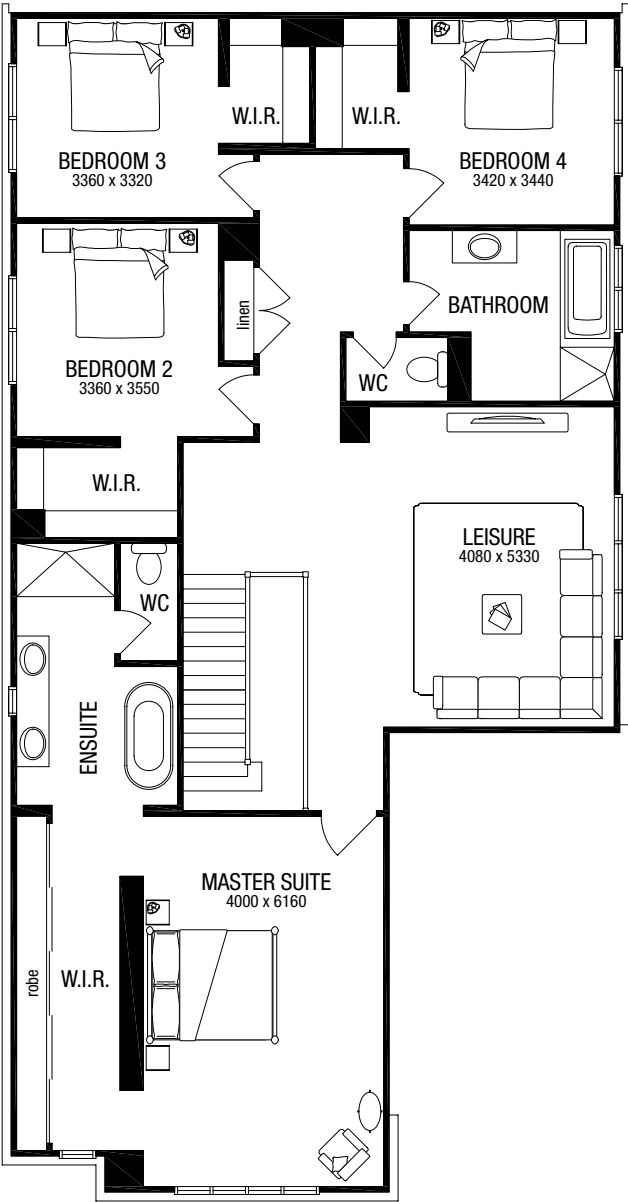 W.I.R.
W.I.R.
BEDROOM 3
3360 x 3320
BEDROOM 4
3420 x 3440
linen
BATHROOM
BEDROOM 2
3360 x 3550
WC
W.I.R.
LEISURE
4080 x 5330
WC
ENSUITE
MASTER SUITE
4000 x 6160
robe
W.I.R.